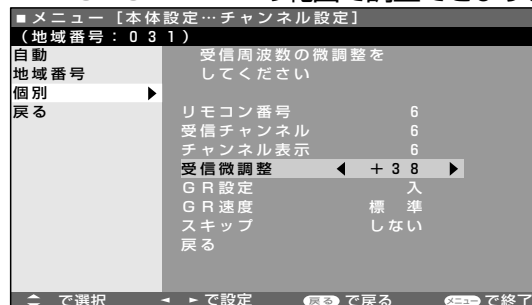 ■メニュー［本体設定…チャンネル設定］
（地域番号：０３１）
自動
地域番号
個別 ▶
戻る
受信周波数の微調整を
してください
リモコン番号 6
受信チャンネル 6
チャンネル表示 6
受信微調整 ◀ ＋３８ ▶
ＧＲ設定 入
ＧＲ速度 標準
スキップ しない
戻る
で選択 ◀ ▶で設定 戻る で戻る メニュー で終了